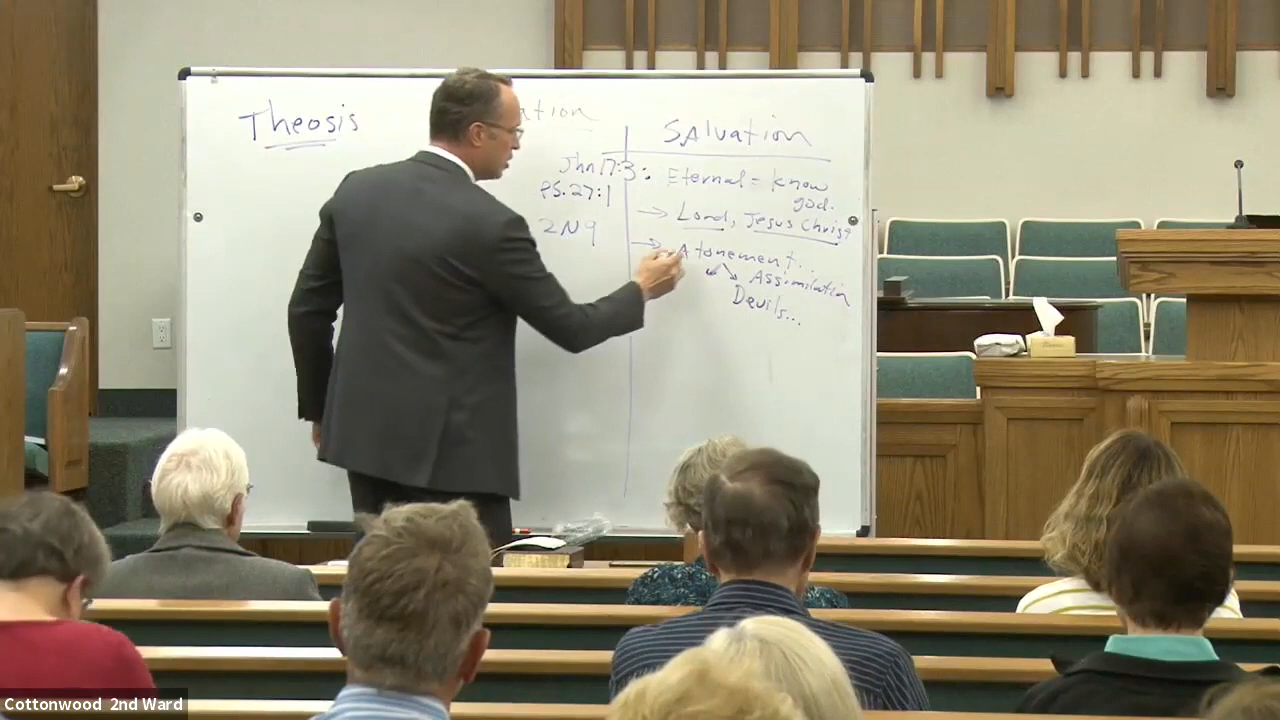 Theosis
ation
Salvation
Jhn 17:3:
Eternal = know
god.
PS. 27:1
→ Lord, Jesus Christ
2N9
→ Atonement...
Assimilation
Devils...
Cottonwood 2nd Ward